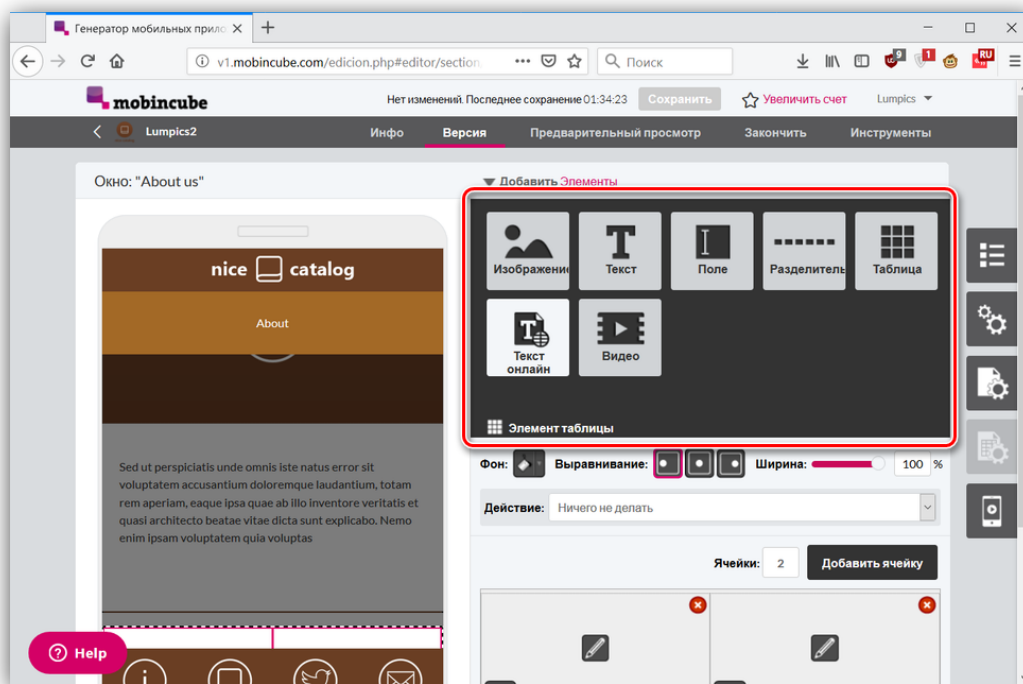 Генератор мобильных прило
v1.mobincube.com/edicion.php#editor/section.
Поиск
9
1
RU
mobincube
Нет изменений. Последнее сохранение 01:34:23
Сохранить
Увеличить счет
Lumpics
Lumpics2
Инфо
Версия
Предварительный просмотр
Закончить
Инструменты
Окно: "About us"
Добавить Элементы
Изображени
Текст
Поле
Разделитель
Таблица
Текст
онлайн
Видео
Элемент таблицы
nice catalog
About
Фон:
Выравнивание:
Ширина:
100 %
Sed ut perspiciatis unde omnis iste natus error sit
voluptatem accusantium doloremque laudantium, totam
rem aperiam, eaque ipsa quae ab illo inventore veritatis et
quasi architecto beatae vitae dicta sunt explicabo. Nemo
enim ipsam voluptatem quia voluptas
Действие:
Ничего не делать
Ячейки:
2
Добавить ячейку
Help